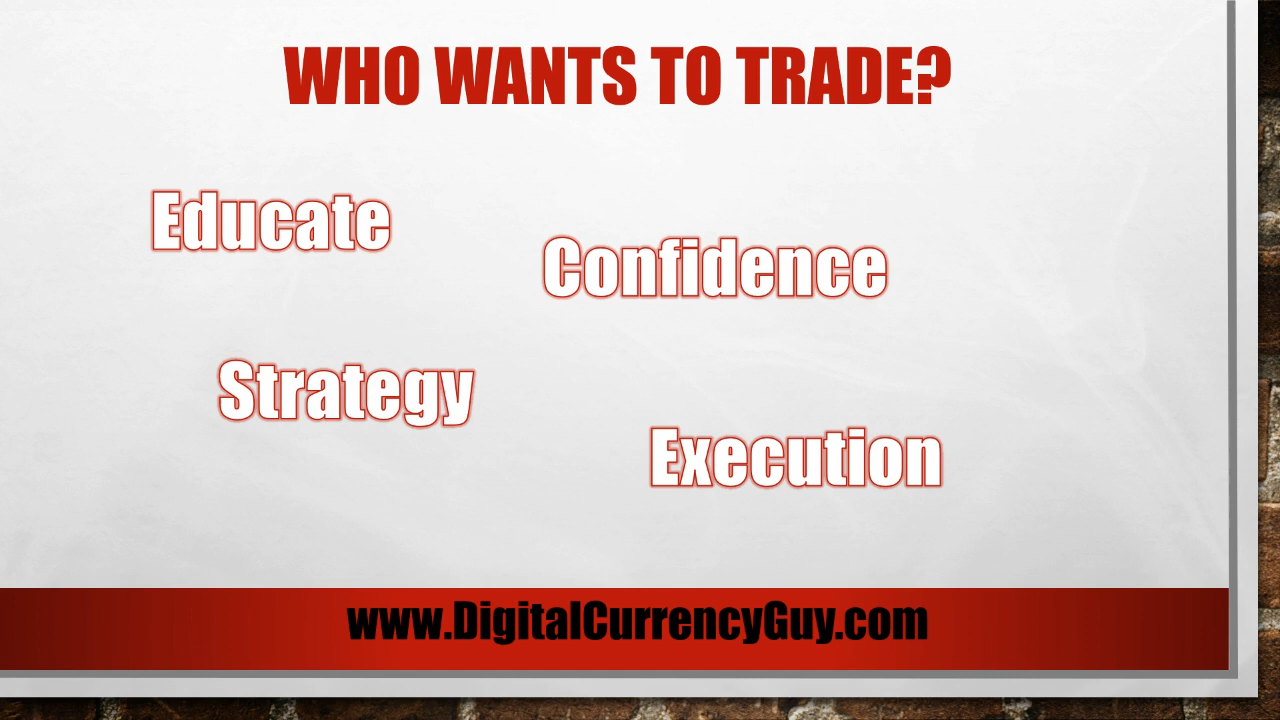 WHO WANTS TO TRADE?
Educate
Confidence
Strategy
Execution
www.DigitalCurrencyGuy.com